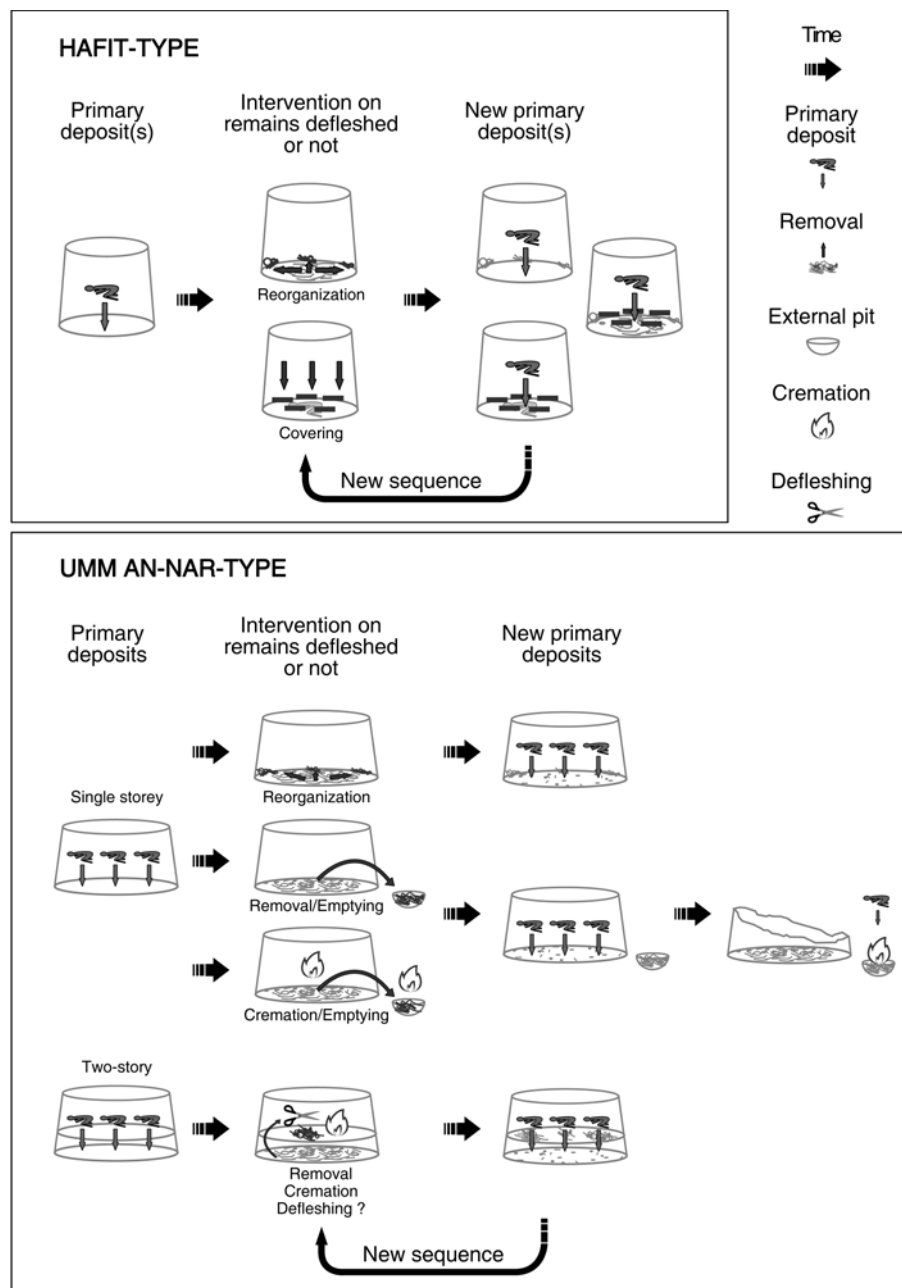 HAFIT-TYPE
Primary
deposit(s)
Intervention on
remains defleshed
or not
New primary
deposit(s)
Reorganization
Covering
New sequence
Time
Primary
deposit
Removal
External pit
Cremation
Defleshing
UMM AN-NAR-TYPE
Primary
deposits
Intervention on
remains defleshed
or not
New primary
deposits
Reorganization
Single storey
Removal/Emptying
Cremation/Emptying
Two-story
Removal
Cremation
Defleshing ?
New sequence